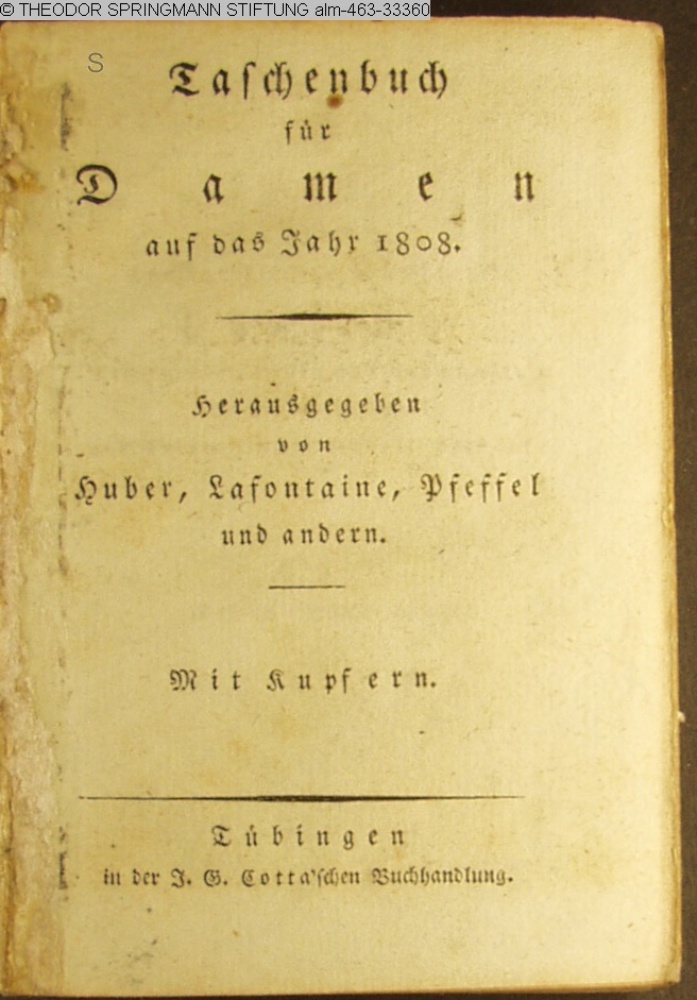 © THEODOR SPRINGMANN STIFTUNG alm-463-33360
S
Taschenbuch
für
Damen
auf das Jahr 1808.
Herausgegeben
von
Huber, Lafontaine, Pfeffel
und andern.
Mit Kupfern.
Tübingen
in der J. G. Cotta'schen Buchhandlung.